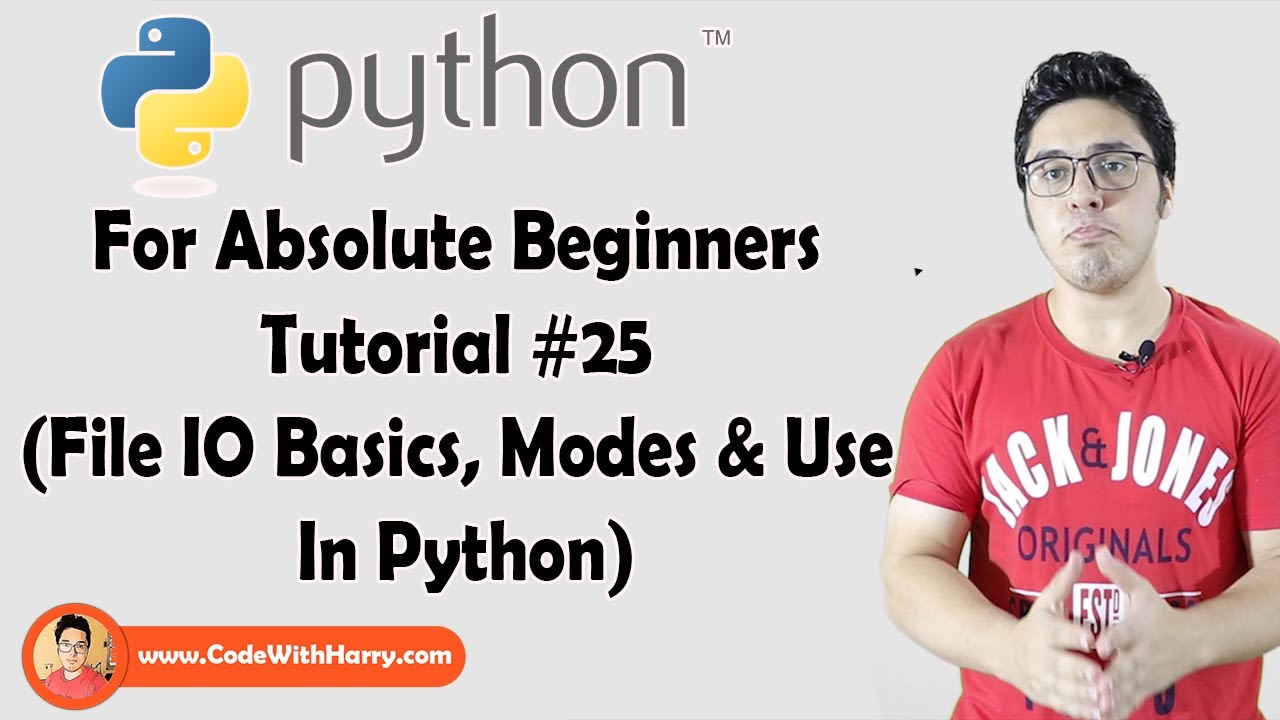 python™
For Absolute Beginners
Tutorial #25
(File IO Basics, Modes & Use
In Python)
www.CodeWithHarry.com
JACK & JONES
ORIGINALS
ESTD